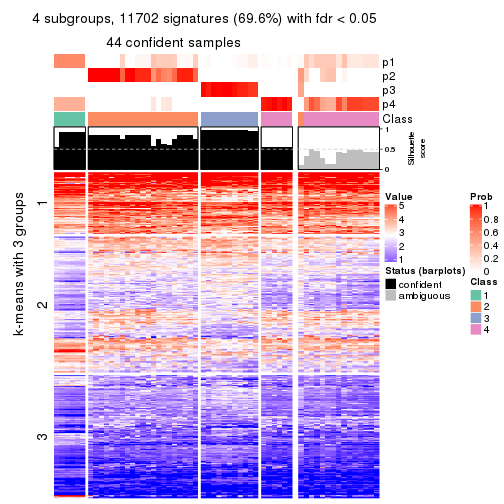 4 subgroups, 11702 signatures (69.6%) with fdr < 0.05
44 confident samples
p1
p2
p3
p4
Class
1
0.5
0
Silhouette
score
k-means with 3 groups
1
2
3
Value
5
4
3
2
1
Status (barplots)
confident
ambiguous
Prob
1
0.8
0.6
0.4
0.2
0
Class
1
2
3
4